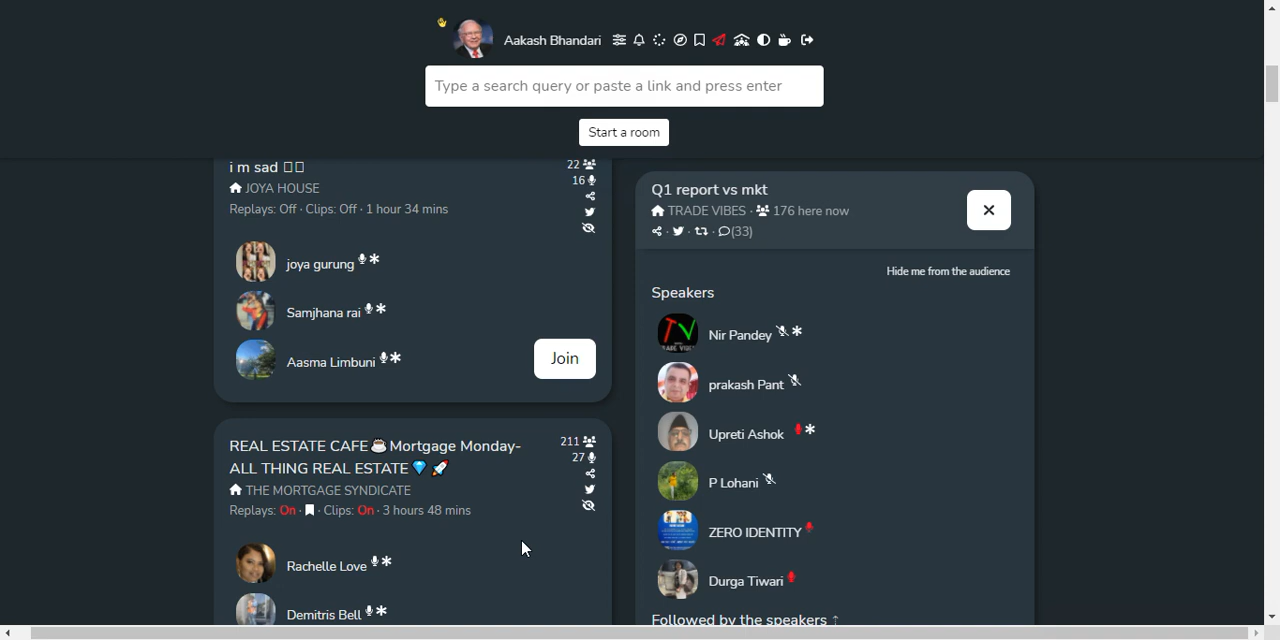 Aakash Bhandari
Type a search query or paste a link and press enter
Start a room
i m sad
22
16
JOYA HOUSE
Replays: Off · Clips: Off · 1 hour 34 mins
joya gurung
Samjhana rai
Aasma Limbuni
Join
REAL ESTATE CAFE☕Mortgage Monday-
ALL THING REAL ESTATE💎 🚀
211
27
THE MORTGAGE SYNDICATE
Replays: On · Clips: On · 3 hours 48 mins
Rachelle Love
Demitris Bell
Q1 report vs mkt
TRADE VIBES · 176 here now
(33)
Hide me from the audience
Speakers
Nir Pandey
prakash Pant
Upreti Ashok
P Lohani
ZERO IDENTITY
Durga Tiwari
Followed by the speakers ↑